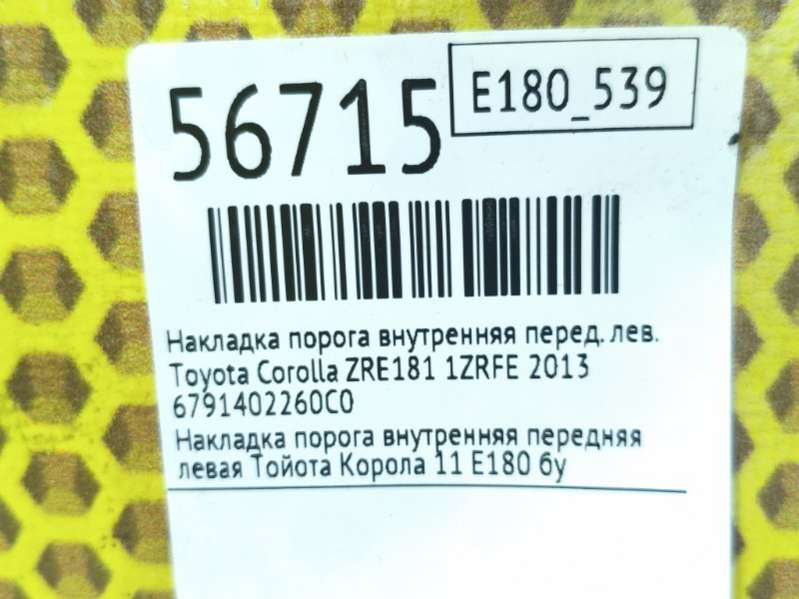 56715
E180_539
Накладка порога внутренняя перед. лев.
Toyota Corolla ZRE181 1ZRFE 2013
6791402260C0
Накладка порога внутренняя передняя
левая Тойота Корола 11 Е180 бу